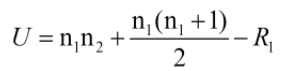 U = n₁n₂ + n₁(n₁ + 1)/2 − R₁